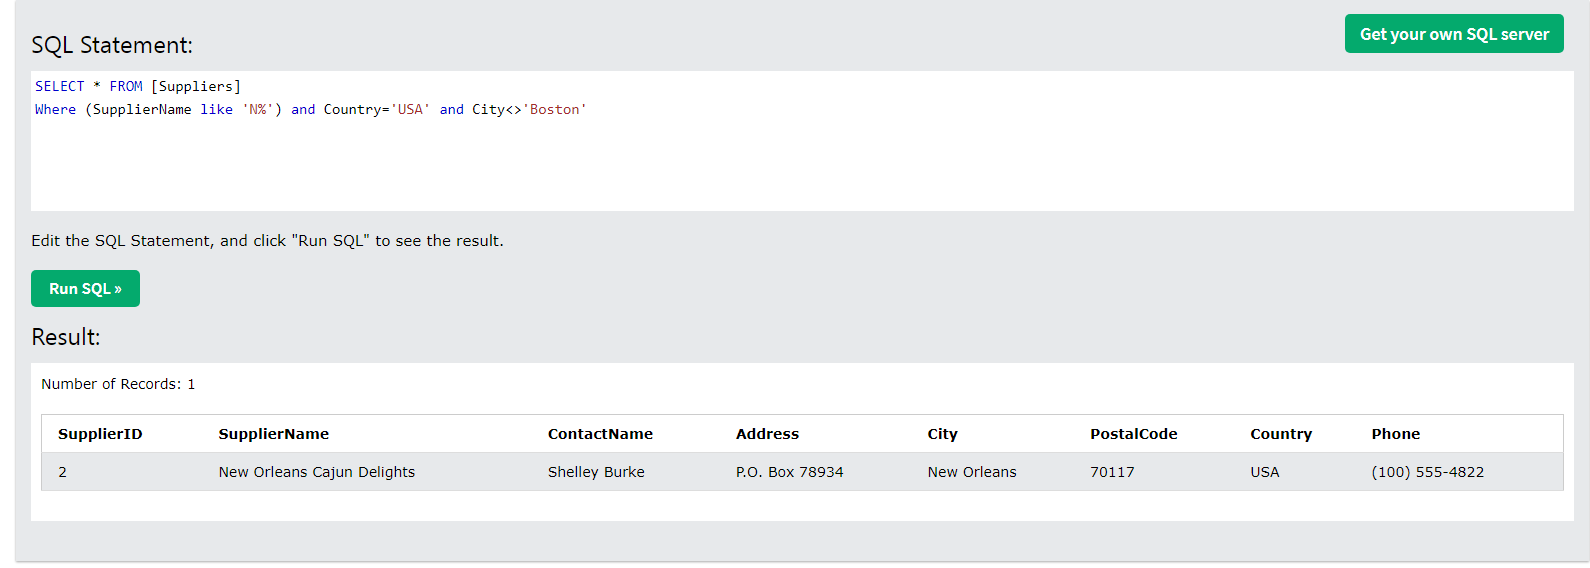 Get your own SQL server
SQL Statement:
SELECT * FROM [Suppliers]
Where (SupplierName like 'N%') and Country='USA' and City<>'Boston'
Edit the SQL Statement, and click "Run SQL" to see the result.
Run SQL »
Result:
Number of Records: 1
SupplierID SupplierName ContactName Address City PostalCode Country Phone
2 New Orleans Cajun Delights Shelley Burke P.O. Box 78934 New Orleans 70117 USA (100) 555-4822